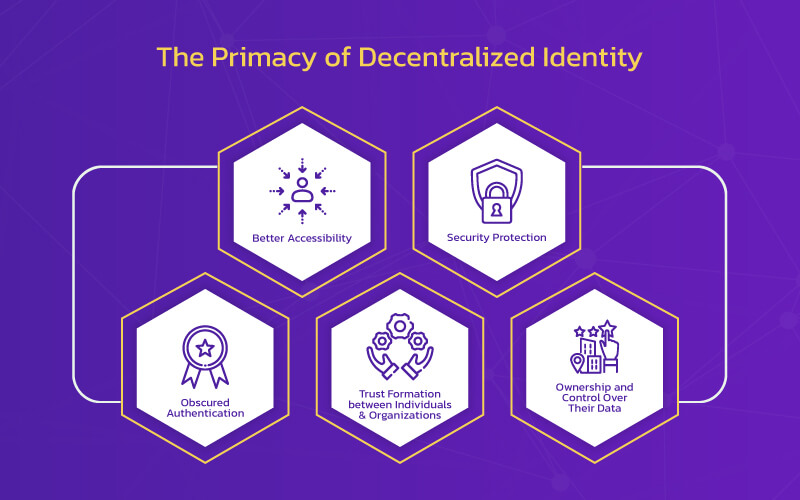 The Primacy of Decentralized Identity
Better Accessibility
Security Protection
Obscured
Authentication
Trust Formation
between Individuals
& Organizations
Ownership and
Control Over
Their Data